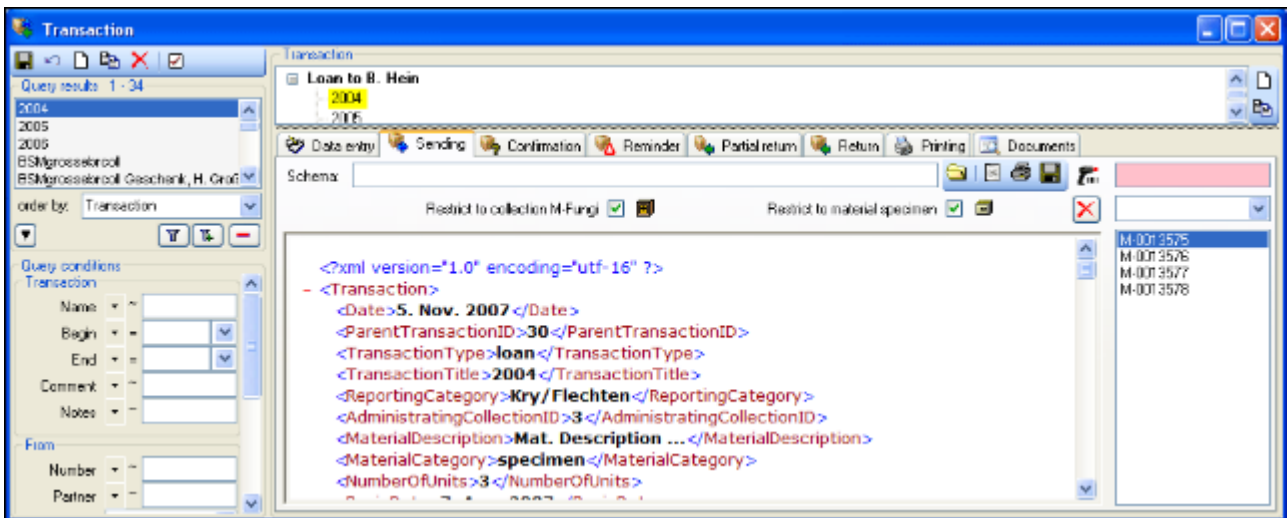 Transaction
Query results 1 - 34
2004
2005
2006
BSMgrossebrcoll
BSMgrossebrcoll Geschenk, H. Groß
order by: Transaction
Query conditions
Transaction
Name ~
Begin =
End =
Comment ~
Notes ~
From
Number ~
Partner ~
Transaction
Loan to B. Hein
2004
2005
Data entry Sending Confirmation Reminder Partial return Return Printing Documents
Schema:
Restrict to collection M-Fungi Restrict to material specimen
<?xml version="1.0" encoding="utf-16" ?>
- <Transaction>
<Date>5. Nov. 2007</Date>
<ParentTransactionID>30</ParentTransactionID>
<TransactionType>loan</TransactionType>
<TransactionTitle>2004</TransactionTitle>
<ReportingCategory>Kry/Flechten</ReportingCategory>
<AdministratingCollectionID>3</AdministratingCollectionID>
<MaterialDescription>Mat. Description ...</MaterialDescription>
<MaterialCategory>specimen</MaterialCategory>
<NumberOfUnits>3</NumberOfUnits>
M-0013575
M-0013576
M-0013577
M-0013578